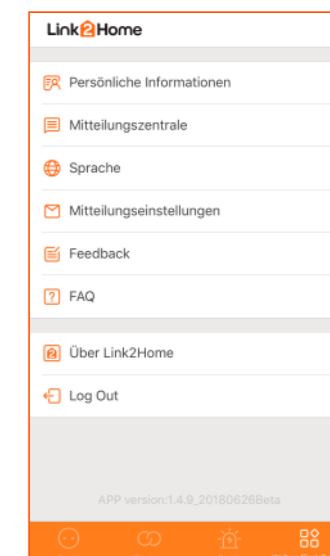 Link2Home
Persönliche Informationen
Mitteilungszentrale
Sprache
Mitteilungseinstellungen
Feedback
FAQ
Über Link2Home
Log Out
APP version:1.4.9_20180626Beta